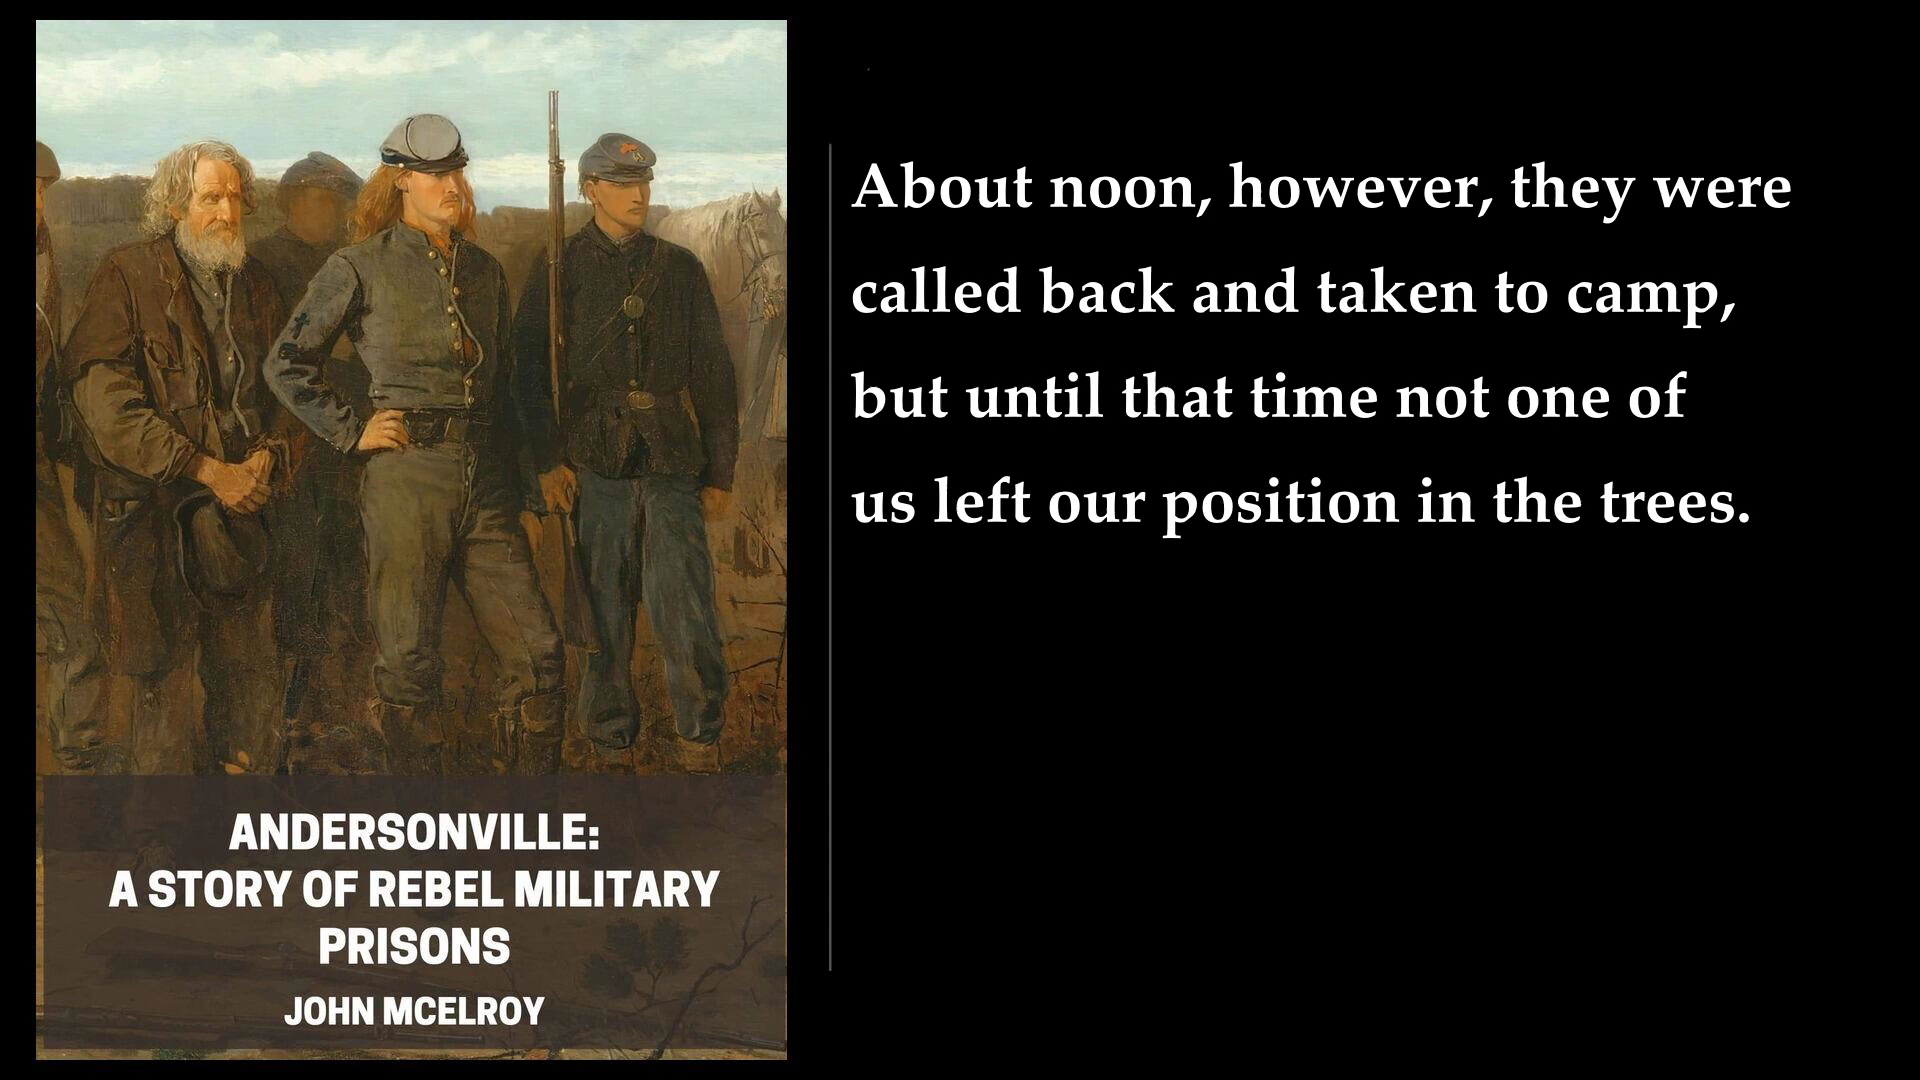 About noon, however, they were
called back and taken to camp,
but until that time not one of
us left our position in the trees.
ANDERSONVILLE:
A STORY OF REBEL MILITARY
PRISONS
JOHN MCELROY